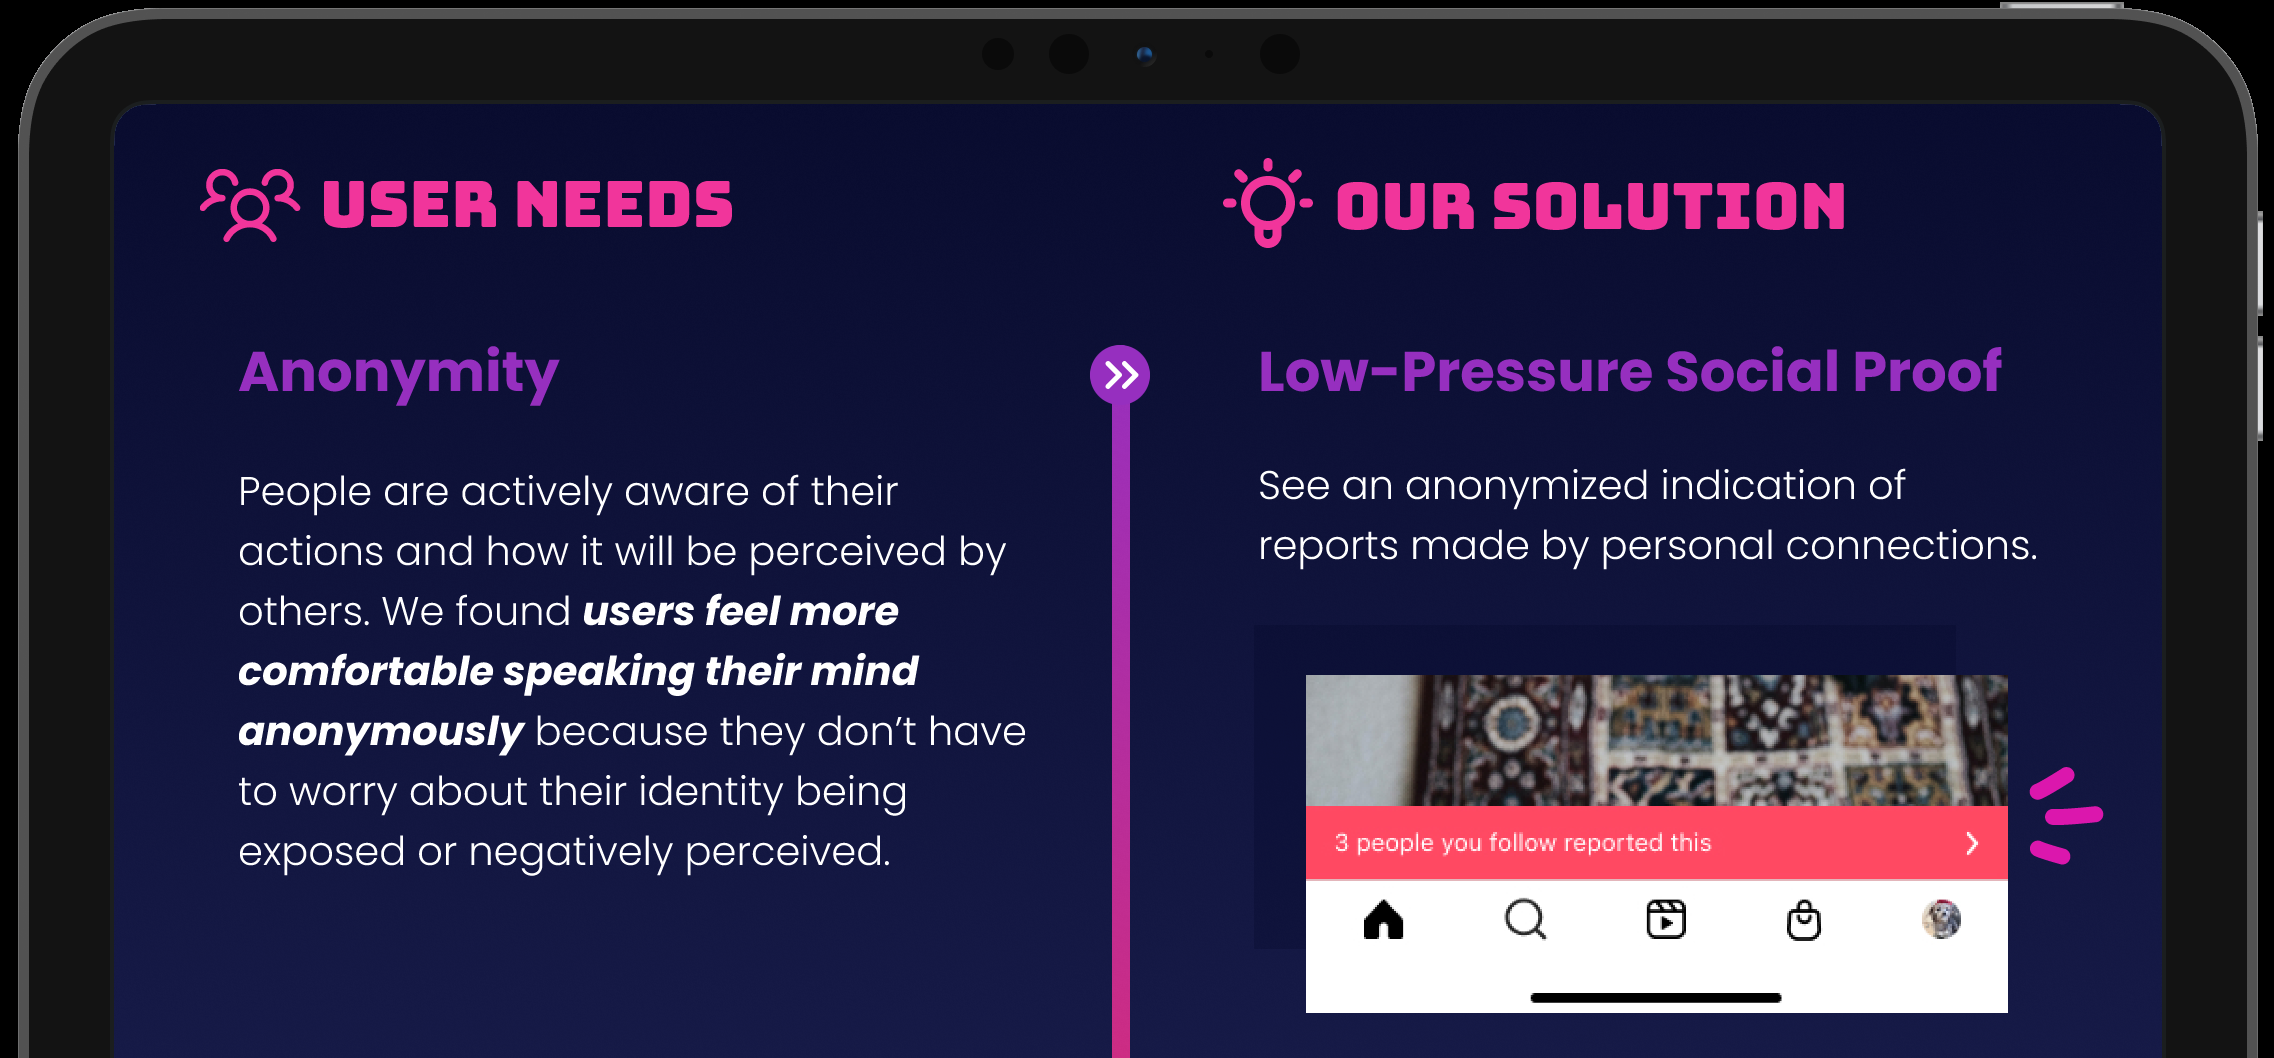 USER NEEDS
Anonymity
People are actively aware of their
actions and how it will be perceived by
others. We found users feel more
comfortable speaking their mind
anonymously because they don’t have
to worry about their identity being
exposed or negatively perceived.
OUR SOLUTION
Low-Pressure Social Proof
See an anonymized indication of
reports made by personal connections.
3 people you follow reported this